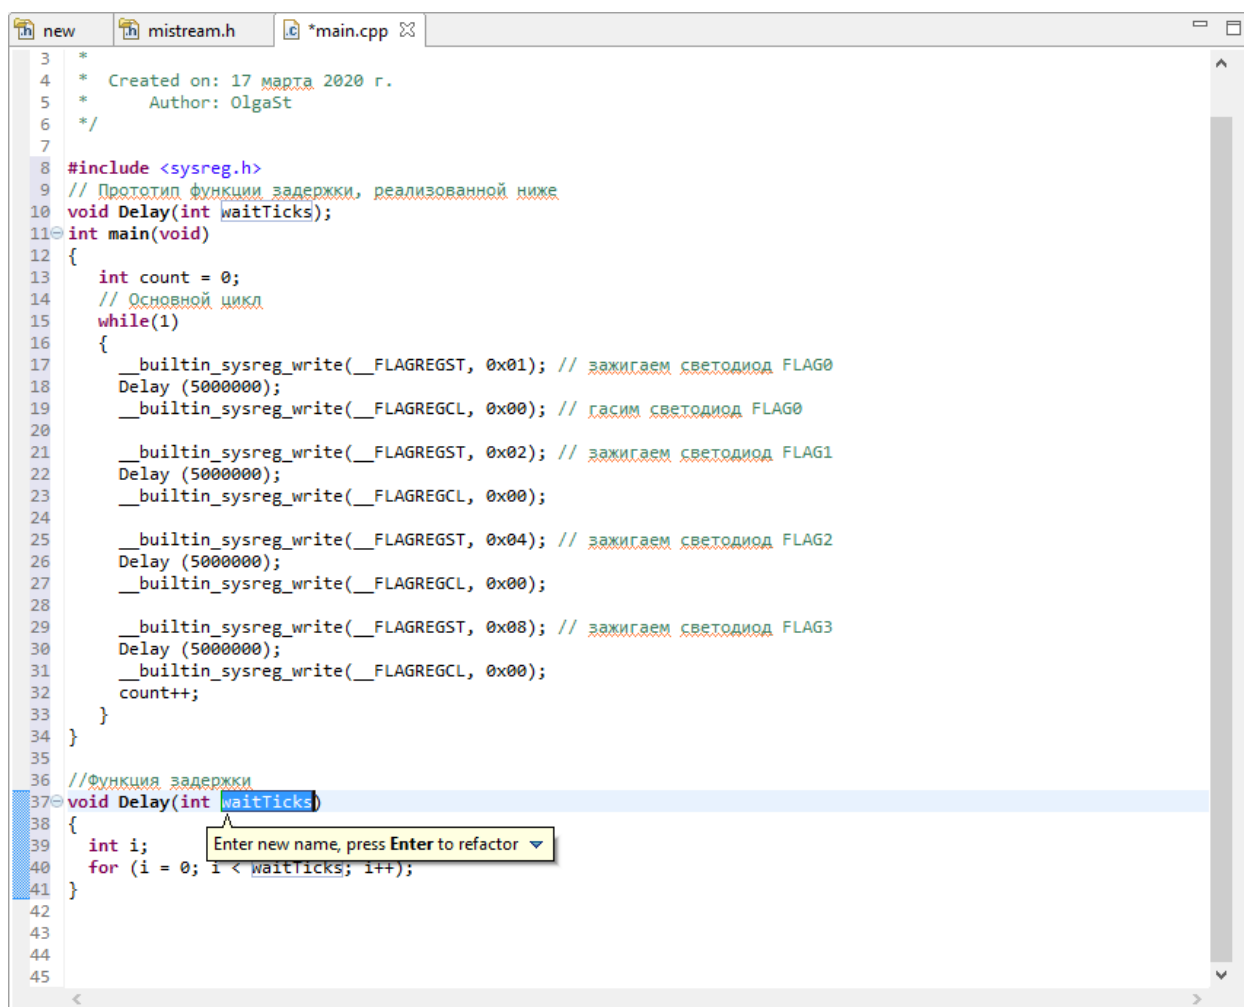 new mistream.h *main.cpp
3 *
4 * Created on: 17 марта 2020 г.
5 * Author: OlgaSt
6 */
7
8 #include <sysreg.h>
9 // Прототип функции задержки, реализованной ниже
10 void Delay(int waitTicks);
11 int main(void)
12 {
13 int count = 0;
14 // Основной цикл
15 while(1)
16 {
17 __builtin_sysreg_write(__FLAGREGST, 0x01); // зажигаем светодиод FLAG0
18 Delay (5000000);
19 __builtin_sysreg_write(__FLAGREGCL, 0x00); // гасим светодиод FLAG0
20
21 __builtin_sysreg_write(__FLAGREGST, 0x02); // зажигаем светодиод FLAG1
22 Delay (5000000);
23 __builtin_sysreg_write(__FLAGREGCL, 0x00);
24
25 __builtin_sysreg_write(__FLAGREGST, 0x04); // зажигаем светодиод FLAG2
26 Delay (5000000);
27 __builtin_sysreg_write(__FLAGREGCL, 0x00);
28
29 __builtin_sysreg_write(__FLAGREGST, 0x08); // зажигаем светодиод FLAG3
30 Delay (5000000);
31 __builtin_sysreg_write(__FLAGREGCL, 0x00);
32 count++;
33 }
34 }
35
36 //Функция задержки
37 void Delay(int waitTicks)
38 {
39 int i;
Enter new name, press Enter to refactor
40 for (i = 0; i < waitTicks; i++);
41 }
42
43
44
45